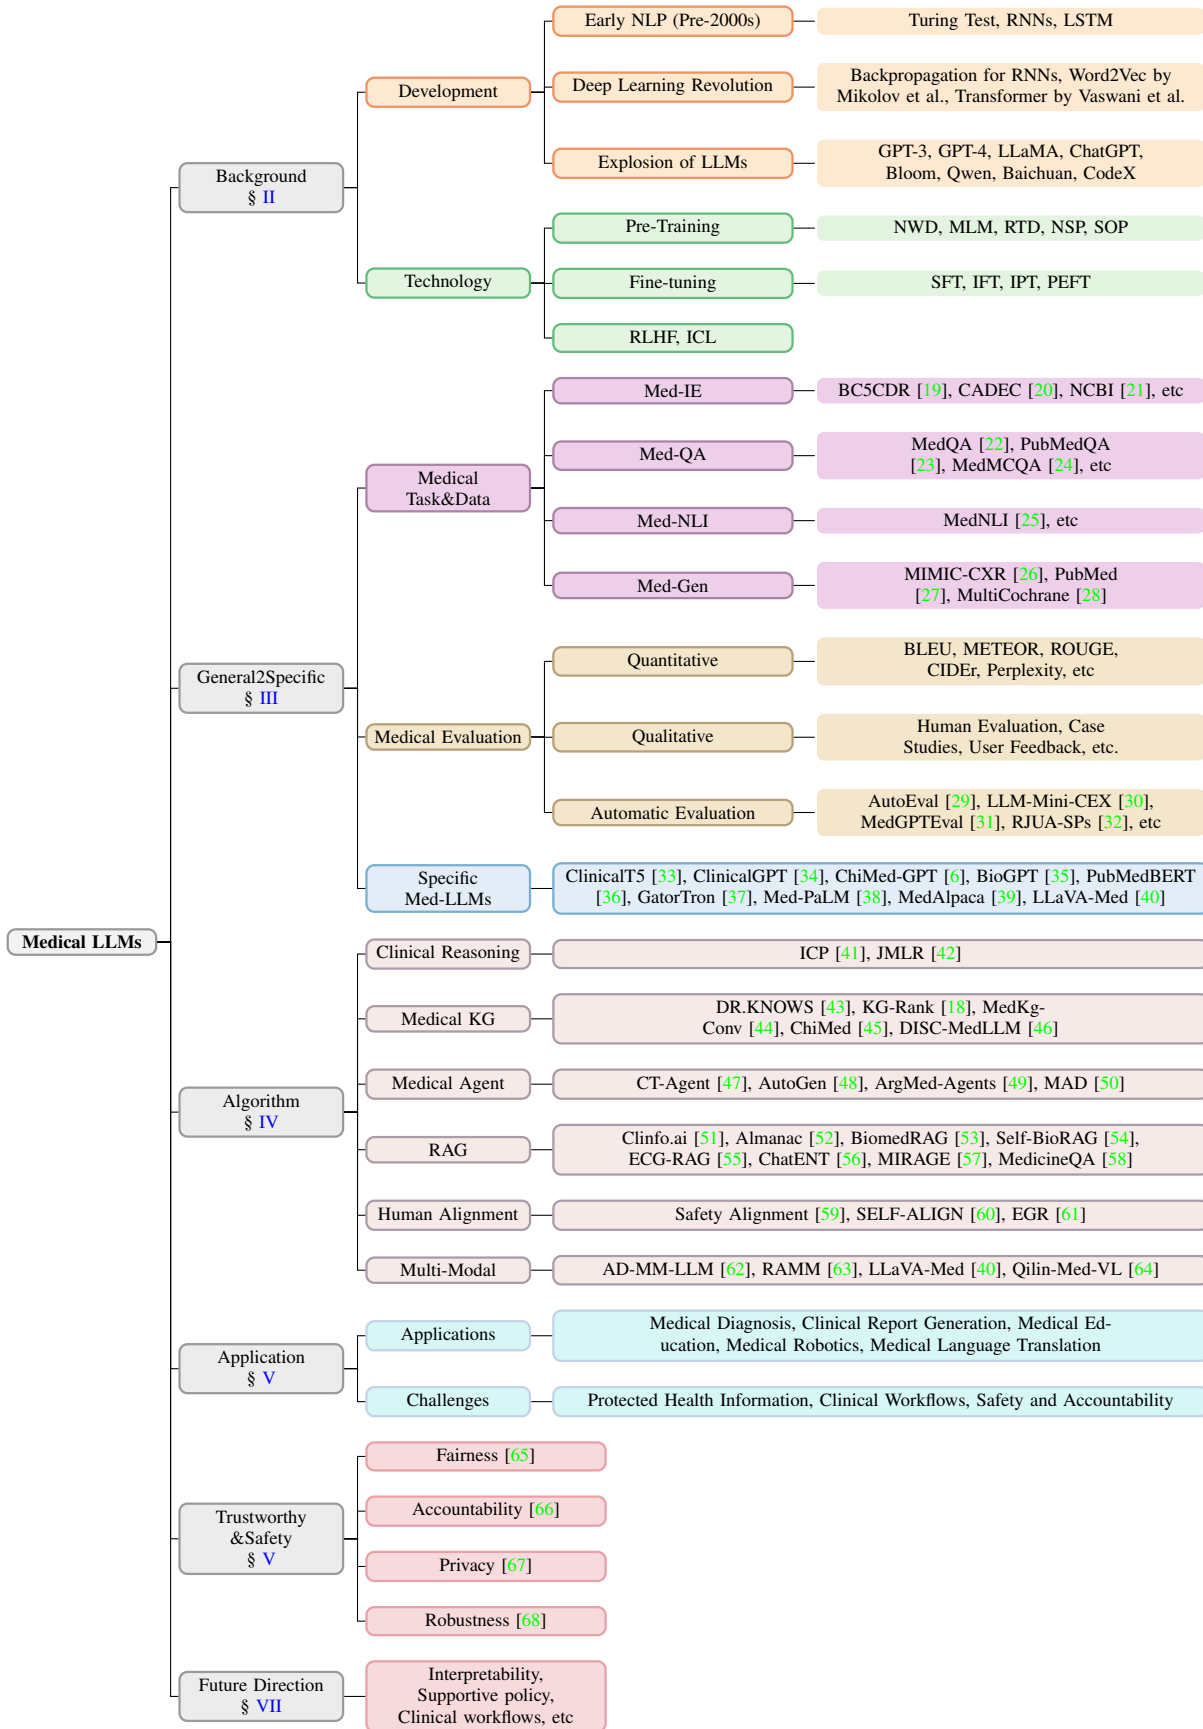 Early NLP (Pre-2000s)
Turing Test, RNNs, LSTM
Development
Deep Learning Revolution
Backpropagation for RNNs, Word2Vec by
Mikolov et al., Transformer by Vaswani et al.
Explosion of LLMs
GPT-3, GPT-4, LLaMA, ChatGPT,
Bloom, Qwen, Baichuan, CodeX
Background
§ II
Pre-Training
NWD, MLM, RTD, NSP, SOP
Technology
Fine-tuning
SFT, IFT, IPT, PEFT
RLHF, ICL
Med-IE
BC5CDR [19], CADEC [20], NCBI [21], etc
Med-QA
MedQA [22], PubMedQA
[23], MedMCQA [24], etc
Medical
Task&Data
Med-NLI
MedNLI [25], etc
Med-Gen
MIMIC-CXR [26], PubMed
[27], MultiCochrane [28]
General2Specific
§ III
Quantitative
BLEU, METEOR, ROUGE,
CIDEr, Perplexity, etc
Medical Evaluation
Qualitative
Human Evaluation, Case
Studies, User Feedback, etc.
Automatic Evaluation
AutoEval [29], LLM-Mini-CEX [30],
MedGPTEval [31], RJUA-SPs [32], etc
Specific
Med-LLMs
ClinicalT5 [33], ClinicalGPT [34], ChiMed-GPT [6], BioGPT [35], PubMedBERT
[36], GatorTron [37], Med-PaLM [38], MedAlpaca [39], LLaVA-Med [40]
Medical LLMs
Clinical Reasoning
ICP [41], JMLR [42]
Medical KG
DR.KNOWS [43], KG-Rank [18], MedKg-
Conv [44], ChiMed [45], DISC-MedLLM [46]
Medical Agent
CT-Agent [47], AutoGen [48], ArgMed-Agents [49], MAD [50]
Algorithm
§ IV
RAG
Clinfo.ai [51], Almanac [52], BiomedRAG [53], Self-BioRAG [54],
ECG-RAG [55], ChatENT [56], MIRAGE [57], MedicineQA [58]
Human Alignment
Safety Alignment [59], SELF-ALIGN [60], EGR [61]
Multi-Modal
AD-MM-LLM [62], RAMM [63], LLaVA-Med [40], Qilin-Med-VL [64]
Applications
Medical Diagnosis, Clinical Report Generation, Medical Ed-
ucation, Medical Robotics, Medical Language Translation
Application
§ V
Challenges
Protected Health Information, Clinical Workflows, Safety and Accountability
Fairness [65]
Accountability [66]
Trustworthy
&Safety
§ V
Privacy [67]
Robustness [68]
Future Direction
§ VII
Interpretability,
Supportive policy,
Clinical workflows, etc